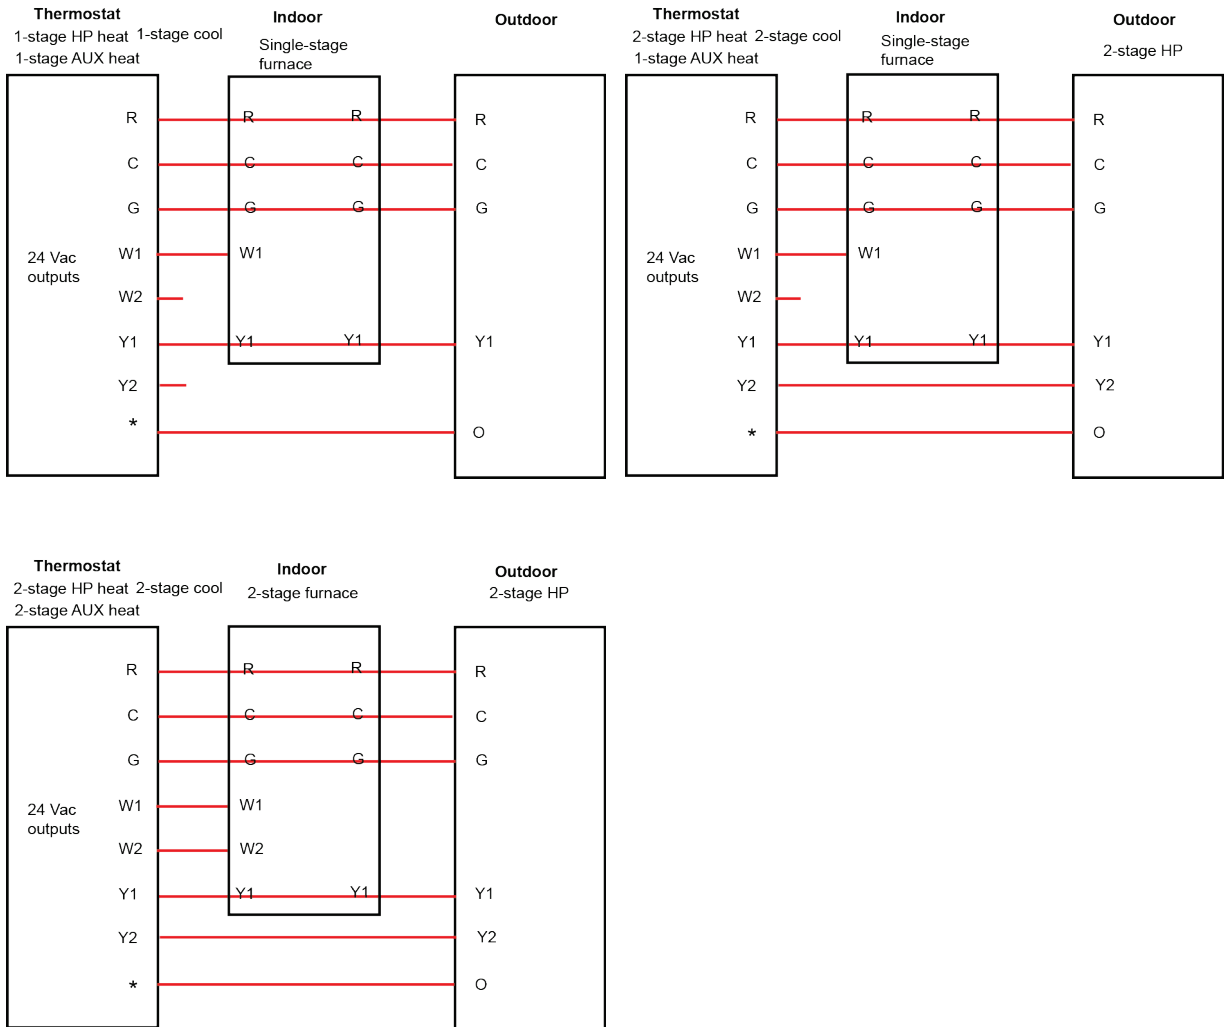 Thermostat Indoor Outdoor
1-stage HP heat 1-stage cool
1-stage AUX heat
Single-stage
furnace
R R R R
C C C C
G G G G
W1 W1
24 Vac
outputs
W2
Y1 Y1 Y1 Y1
Y2
* O
Thermostat Indoor Outdoor
2-stage HP heat 2-stage cool
1-stage AUX heat
Single-stage
furnace
2-stage HP
R R R R
C C C C
G G G G
W1 W1
24 Vac
outputs
W2
Y1 Y1 Y1 Y1
Y2 Y2
* O
Thermostat Indoor Outdoor
2-stage HP heat 2-stage cool
2-stage AUX heat
2-stage furnace
2-stage HP
R R R R
C C C C
G G G G
W1 W1
24 Vac
outputs
W2 W2
Y1 Y1 Y1 Y1
Y2 Y2
* O